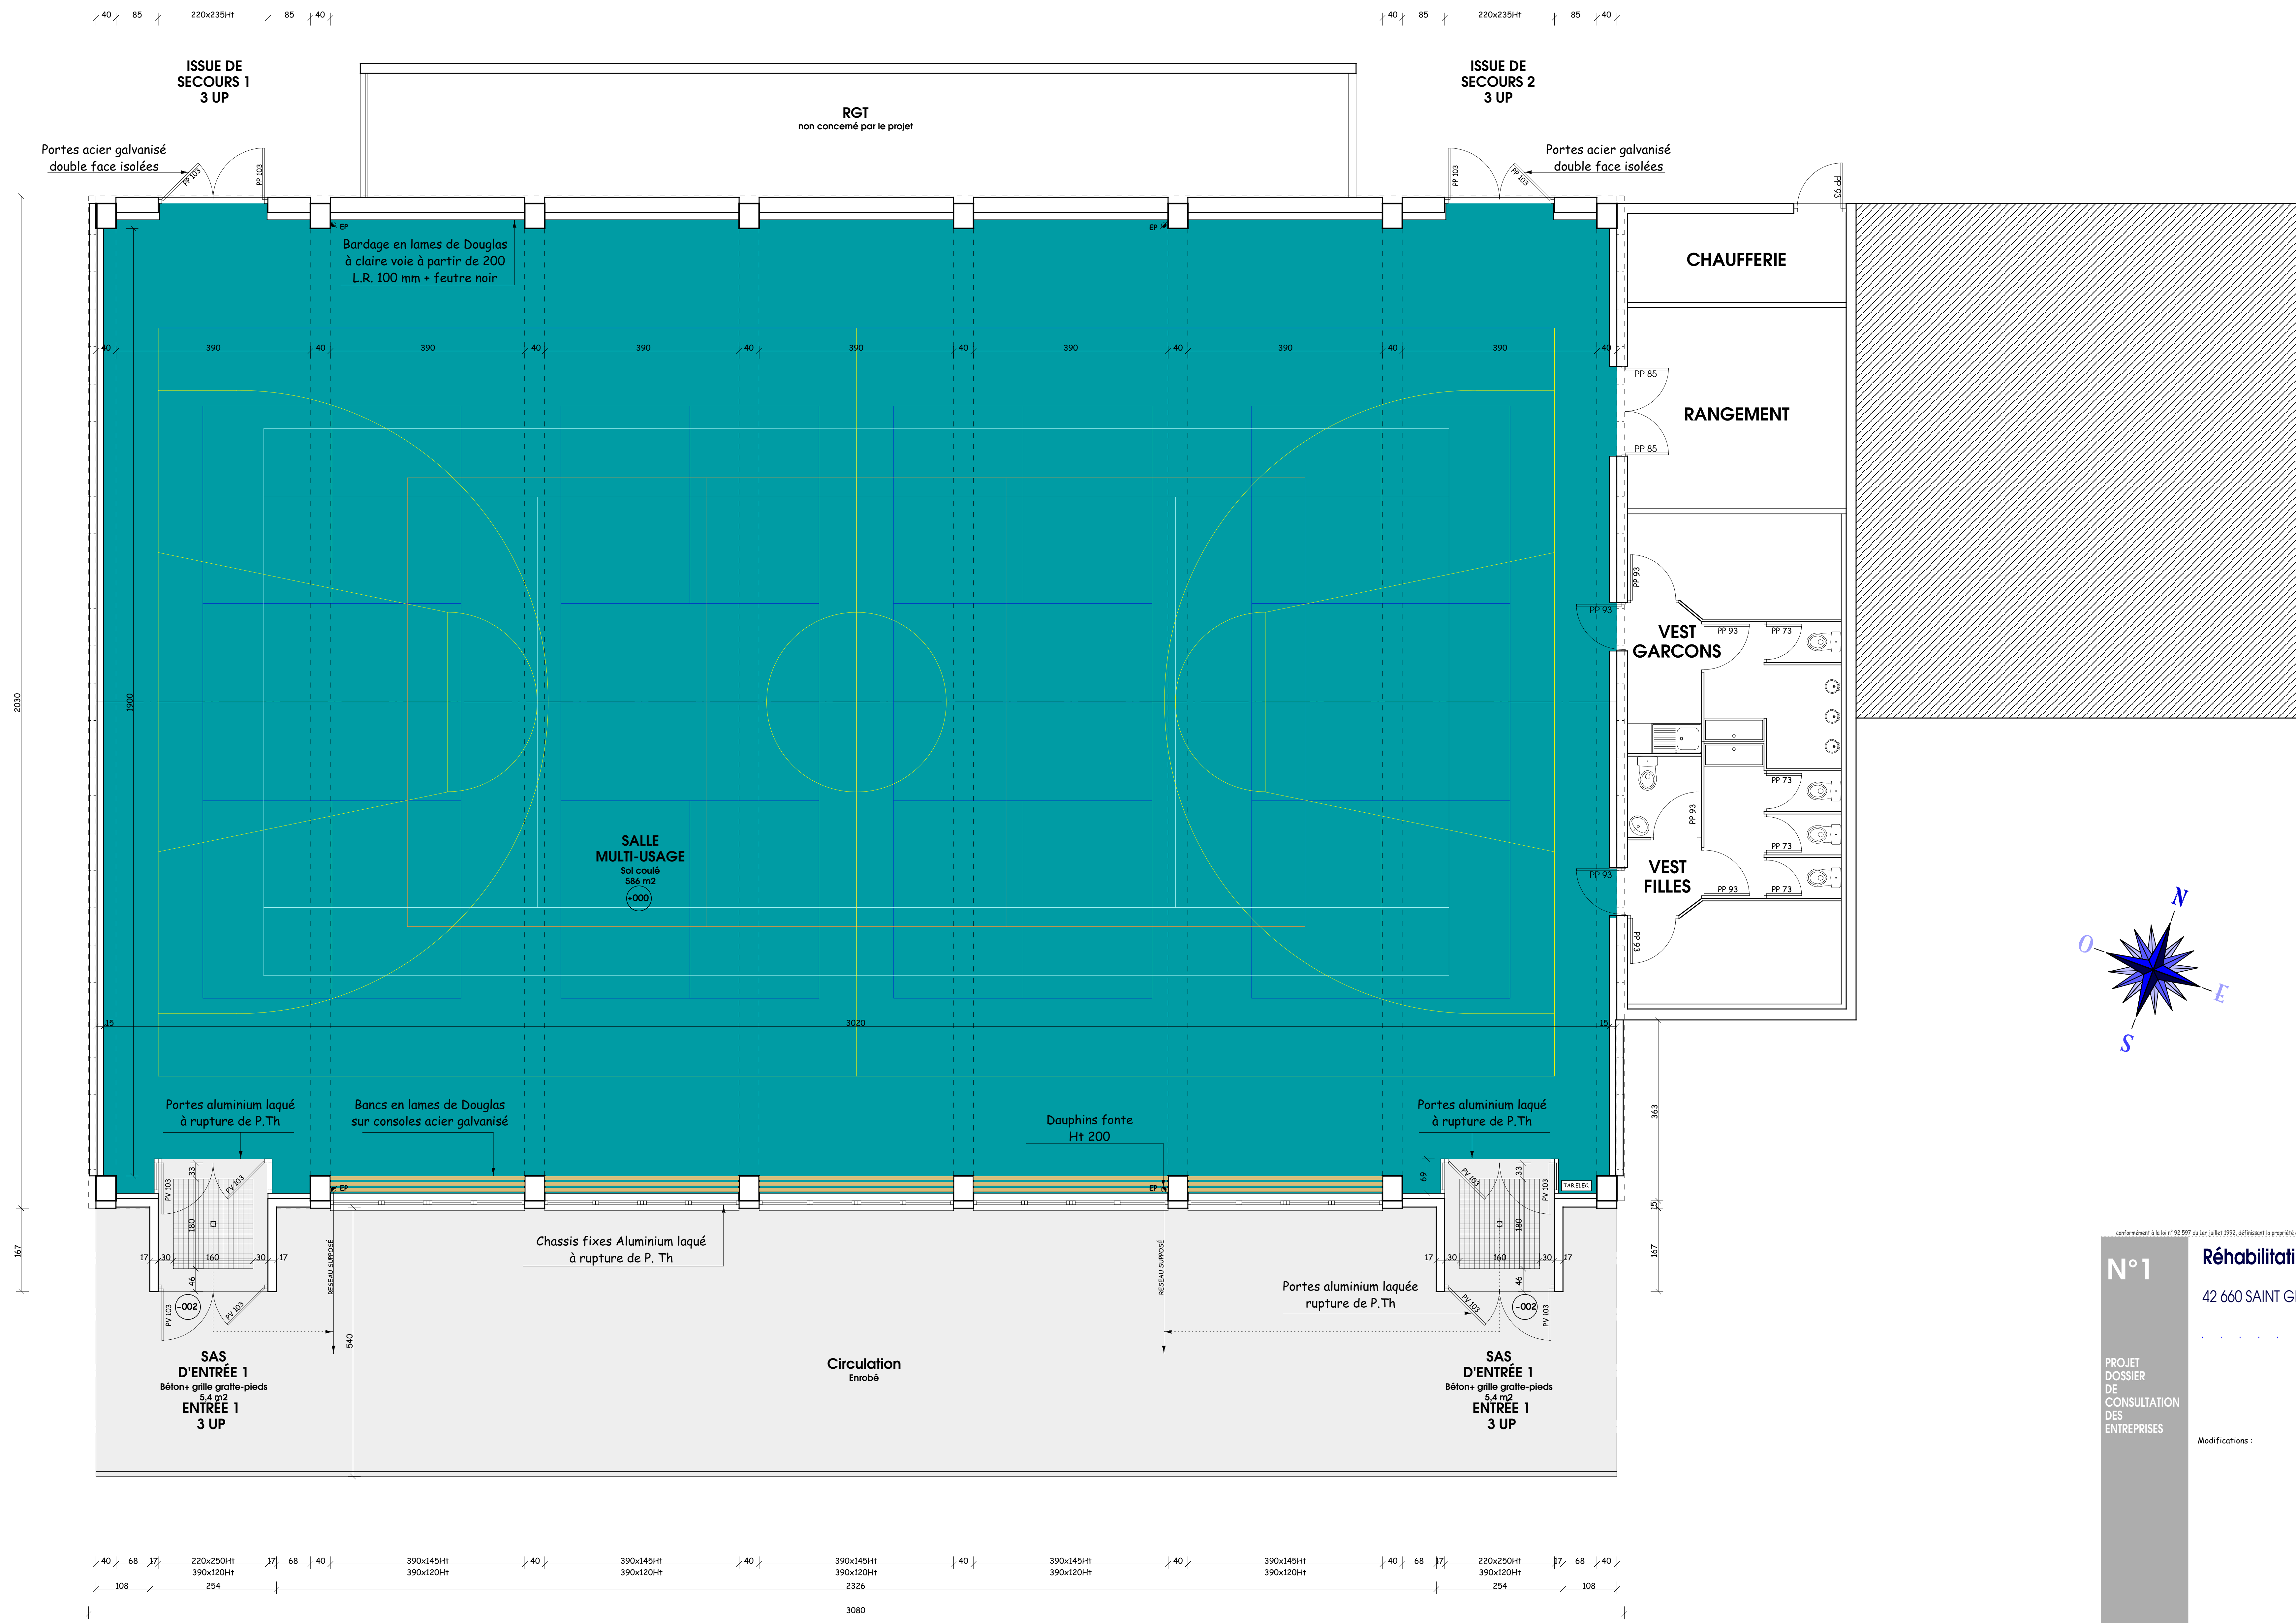 40 85 220x235Ht 85 40
40 85 220x235Ht 85 40
ISSUE DE
SECOURS 1
3 UP
ISSUE DE
SECOURS 2
3 UP
RGT
non concerné par le projet
Portes acier galvanisé
double face isolées
Portes acier galvanisé
double face isolées
PP 103
PP 103
PP 103
PP 103
PP 93
EP
EP
Bardage en lames de Douglas
à claire voie à partir de 200
L.R. 100 mm + feutre noir
CHAUFFERIE
40 390 40 390 40 390 40 390 40 390 40 390 40 390 40
PP 85
RANGEMENT
PP 85
PP 93
PP 93
VEST
GARCONS
PP 93
PP 73
2030
1900
PP 73
PP 93
PP 73
SALLE
MULTI-USAGE
Sol coulé
586 m2
+000
VEST
FILLES
PP 93
PP 93
PP 73
PP 93
N
O
E
S
15 3020 15
363
Portes aluminium laqué
à rupture de P.Th
Bancs en lames de Douglas
sur consoles acier galvanisé
Dauphins fonte
Ht 200
Portes aluminium laqué
à rupture de P.Th
33
PV 103
PV 103
EP
EP
69
PV 103
33
PV 103
TAB.ELEC.
15
180
180
167
167
17 30 160 30 17
17 30 160 30 17
46
46
RESEAU SUPPOSÉ
RESEAU SUPPOSÉ
Chassis fixes Aluminium laqué
à rupture de P. Th
Portes aluminium laquée
rupture de P.Th
PV 103
-002
PV 103
PV 103
-002
PV 103
540
SAS
D'ENTRÉE 1
Béton+ grille gratte-pieds
5,4 m2
ENTRÉE 1
3 UP
Circulation
Enrobé
SAS
D'ENTRÉE 1
Béton+ grille gratte-pieds
5,4 m2
ENTRÉE 1
3 UP
conformément à la loi n° 92 597 du 1er juillet 1992, définissant la propriété
N°1
Réhabilitati
42 660 SAINT G
PROJET
DOSSIER
DE
CONSULTATION
DES
ENTREPRISES
Modifications :
40 68 17 220x250Ht 17 68 40 390x145Ht 40 390x145Ht 40 390x145Ht 40 390x145Ht 40 390x145Ht 40 68 17 220x250Ht 17 68 40
390x120Ht 390x120Ht 390x120Ht 390x120Ht 390x120Ht 390x120Ht 390x120Ht
108 254 2326 254 108
3080